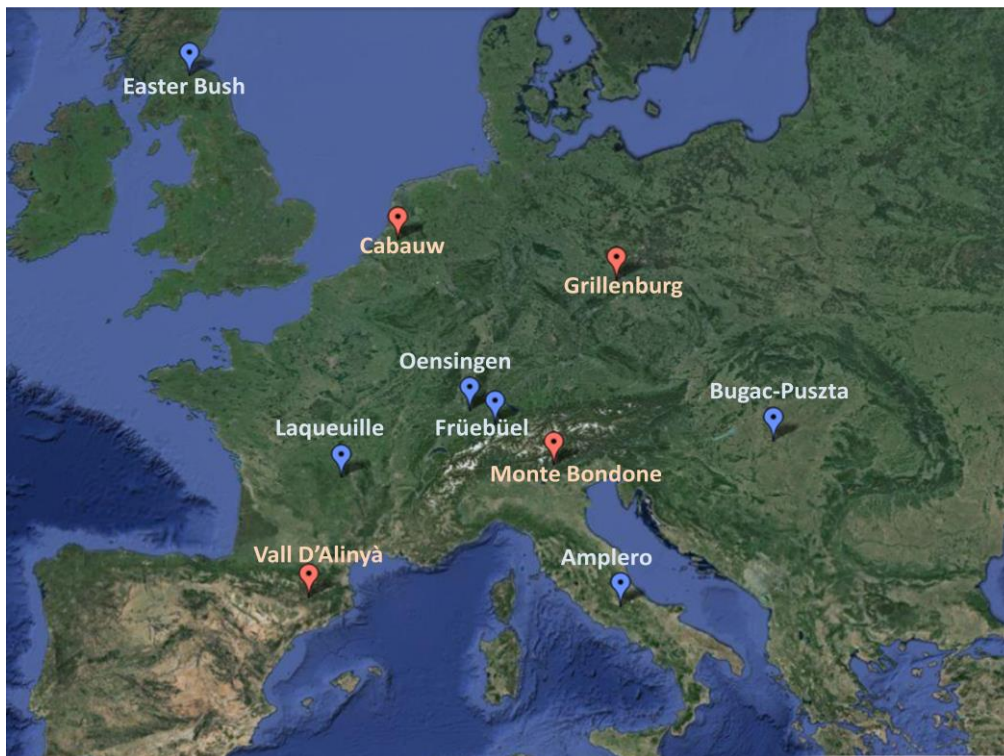 Easter Bush
Cabauw
Grillenburg
Oensingen
Bugac-Puszta
Laqueuille
Früebüel
Monte Bondone
Vall D’Alinyà
Amplero